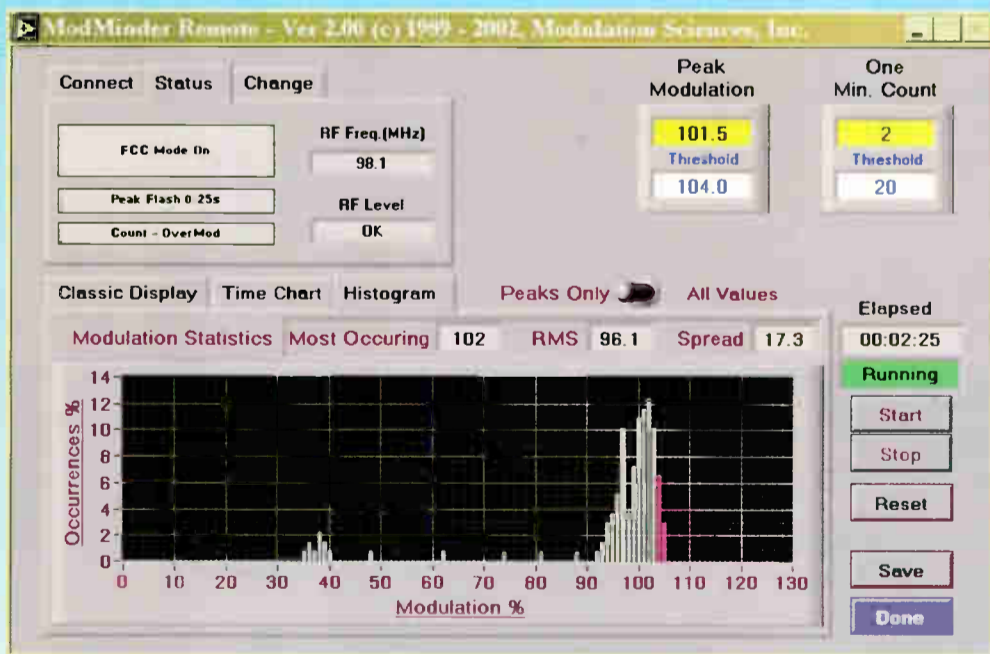 ModMinder Remote - Ver 2.00 (c) 1999 - 2002, Modulation Sciences, Inc.
Connect Status Change
FCC Mode On
Peak Flash 0 25s
Count - OverMod
RF Freq.(MHz)
98.1
RF Level
OK
Peak
Modulation
101.5
Threshold
104.0
One
Min. Count
2
Threshold
20
Classic Display Time Chart Histogram
Peaks Only All Values
Modulation Statistics Most Occuring 102 RMS 96.1 Spread 17.3
Elapsed
00:02:25
Running
Start
Stop
Reset
Save
Done
Occurrences %
14
12
10
8
6
4
2
0
0 10 20 30 40 50 60 70 80 90 100 110 120 130
Modulation %